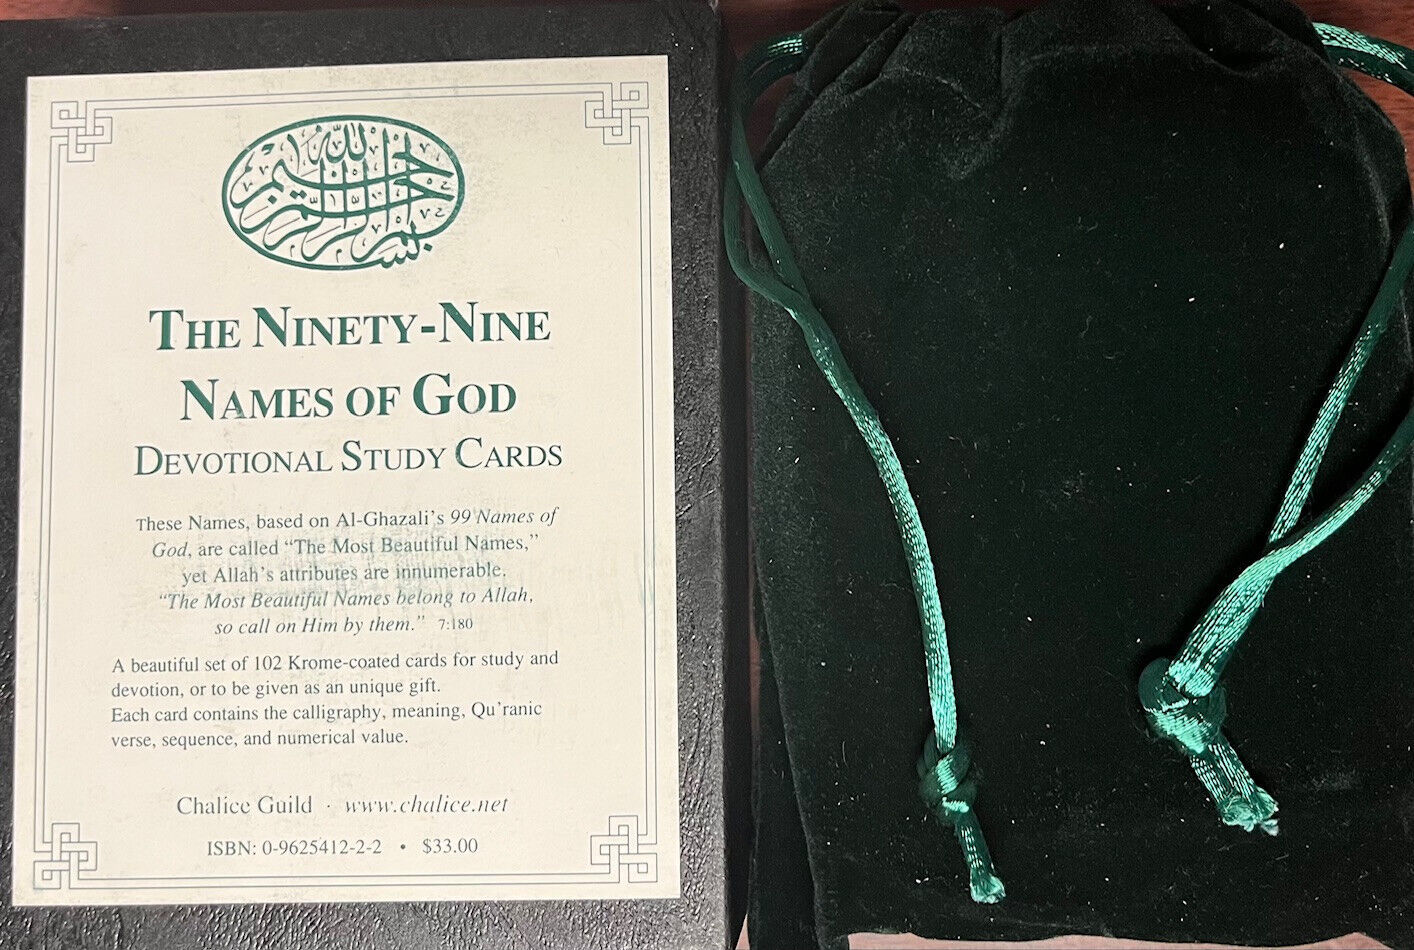 بسم الله الرحمن الرحيم
THE NINETY-NINE
NAMES OF GOD
DEVOTIONAL STUDY CARDS
These Names, based on Al-Ghazali's 99 Names of
God, are called “The Most Beautiful Names,”
yet Allah's attributes are innumerable.
“The Most Beautiful Names belong to Allah,
so call on Him by them.” 7:180
A beautiful set of 102 Krome-coated cards for study and
devotion, or to be given as an unique gift.
Each card contains the calligraphy, meaning, Qu'ranic
verse, sequence, and numerical value.
Chalice Guild · www.chalice.net
ISBN: 0-9625412-2-2 • $33.00